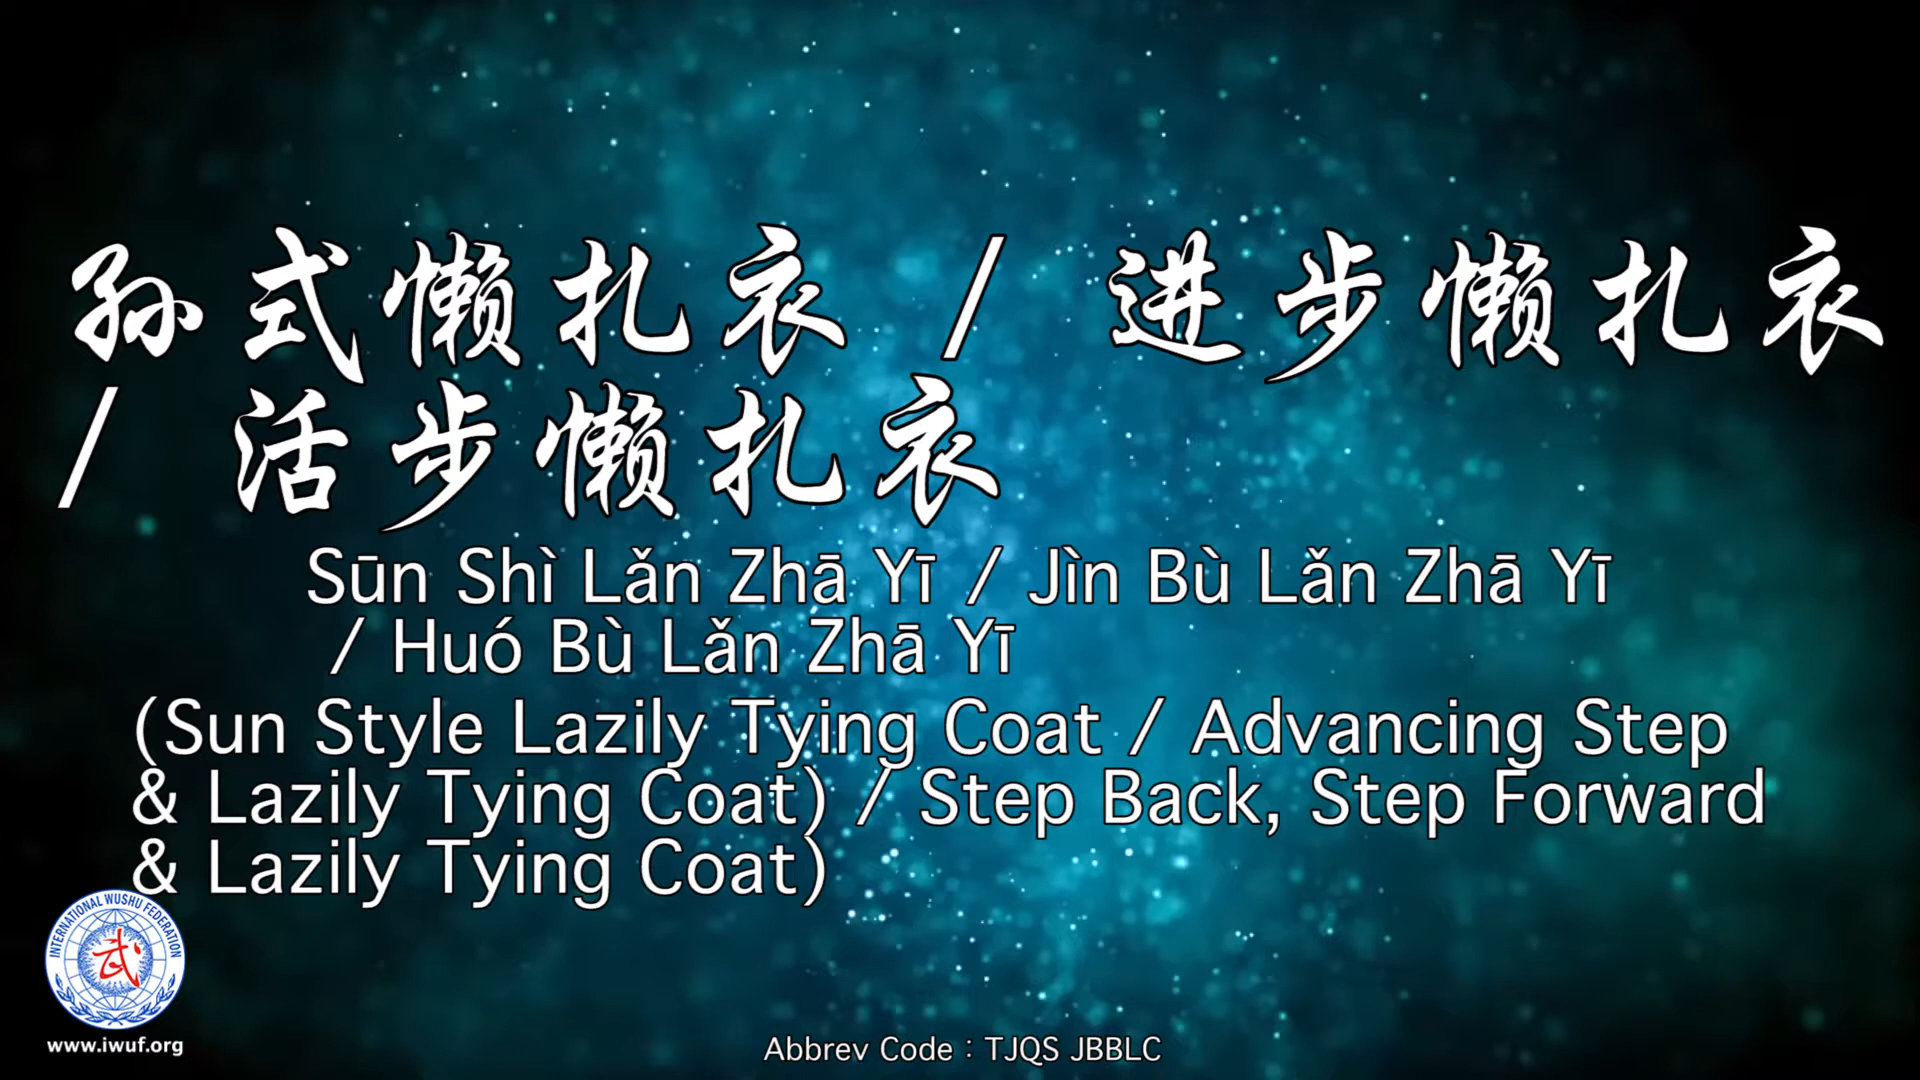 孙式懒扎衣 / 进步懒扎衣
/ 活步懒扎衣
Sūn Shì Lǎn Zhā Yī / Jìn Bù Lǎn Zhā Yī
/ Huó Bù Lǎn Zhā Yī
(Sun Style Lazily Tying Coat / Advancing Step
& Lazily Tying Coat) / Step Back, Step Forward
& Lazily Tying Coat)
INTERNATIONAL WUSHU FEDERATION
武
www.iwuf.org
Abbrev Code : TJQS JBBLC